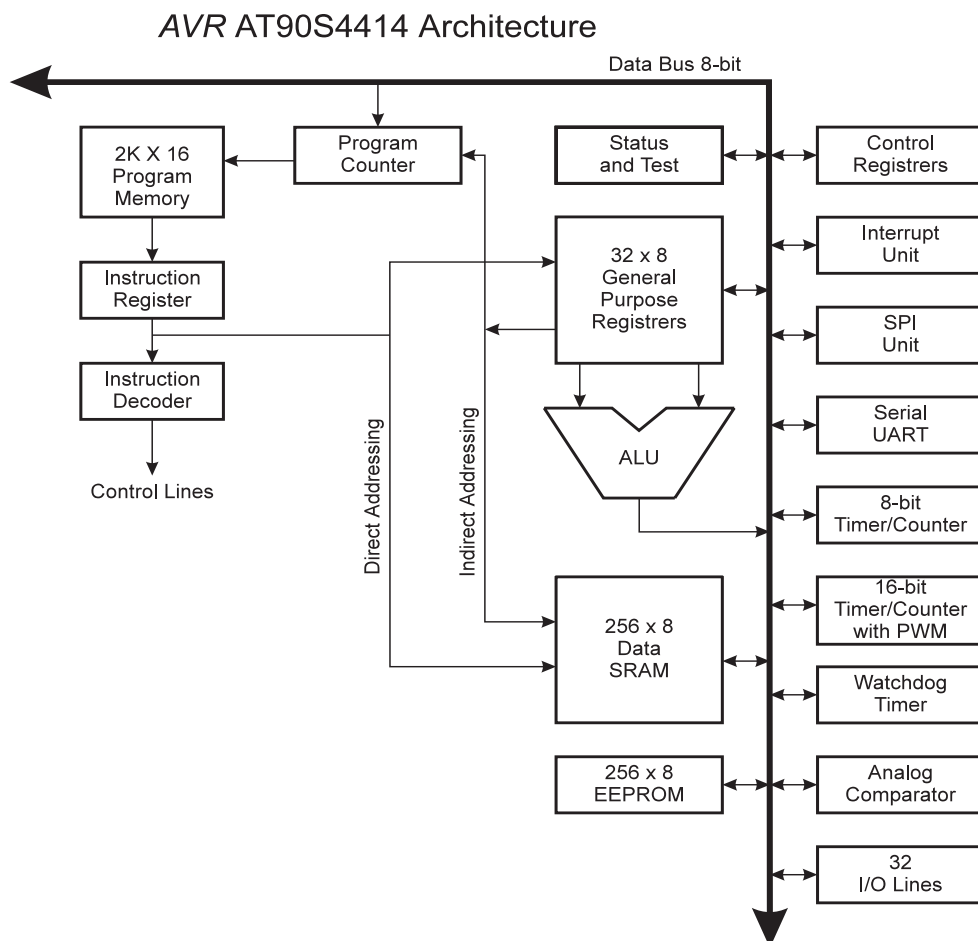 AVR AT90S4414 Architecture
Data Bus 8-bit
2K X 16
Program
Memory
Program
Counter
Status
and Test
Control
Registrers
Instruction
Register
32 x 8
General
Purpose
Registrers
Interrupt
Unit
SPI
Unit
Instruction
Decoder
Control Lines
Direct Addressing
Indirect Addressing
ALU
Serial
UART
8-bit
Timer/Counter
256 x 8
Data
SRAM
16-bit
Timer/Counter
with PWM
Watchdog
Timer
256 x 8
EEPROM
Analog
Comparator
32
I/O Lines